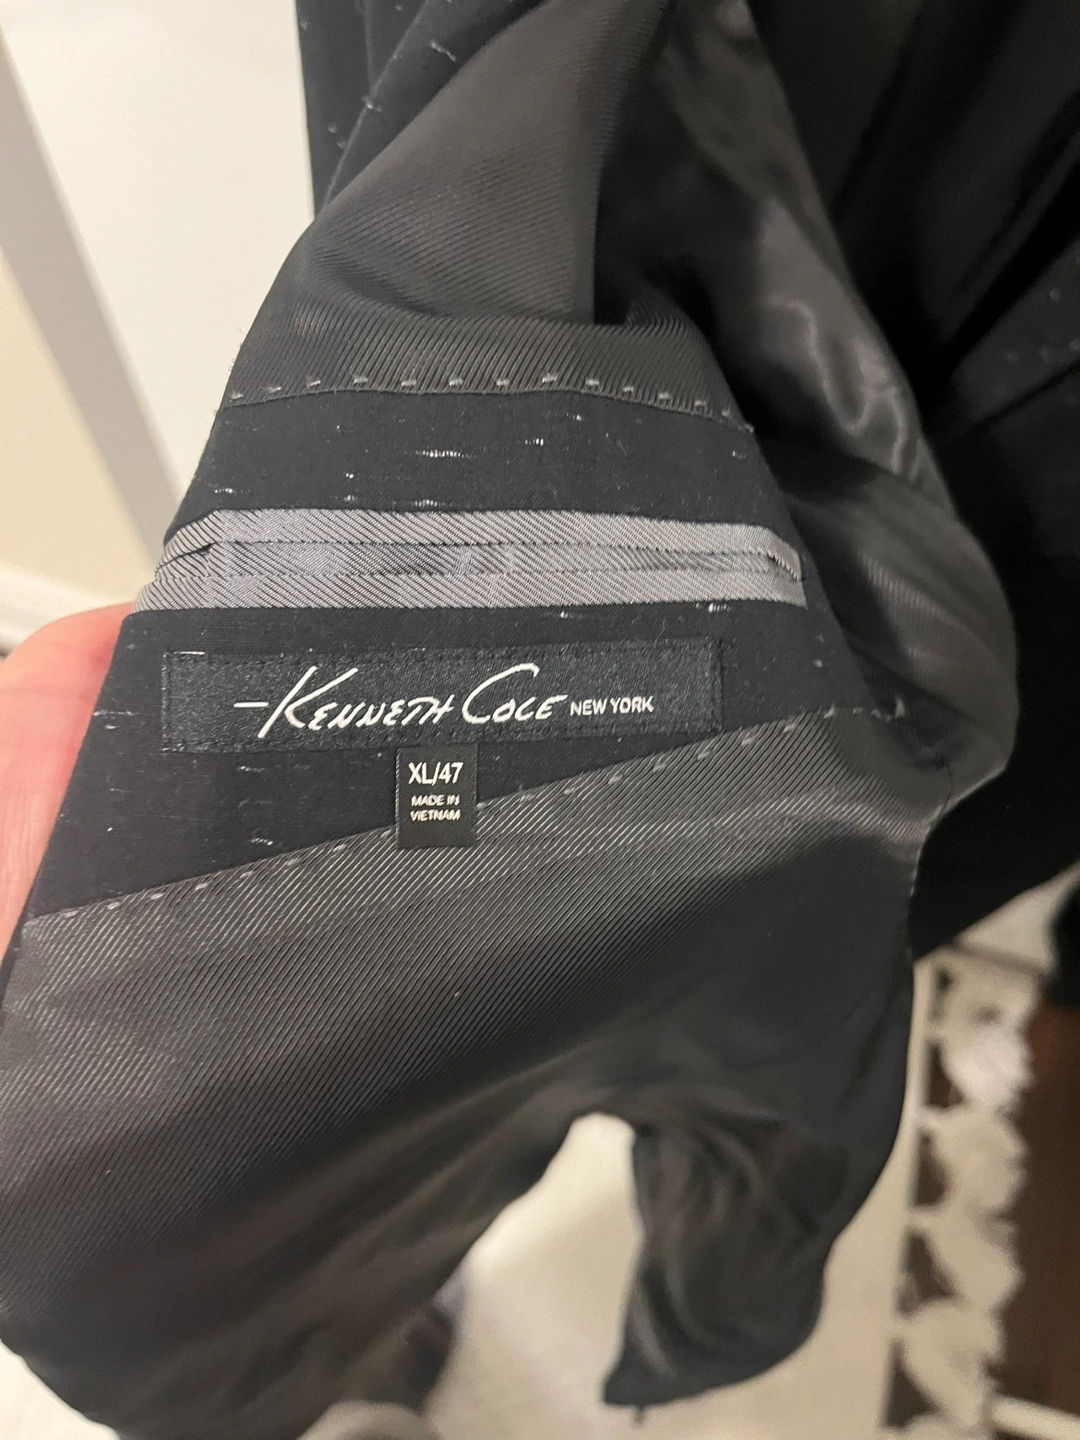 Kenneth Cole NEW YORK
XL/47
MADE IN
VIETNAM